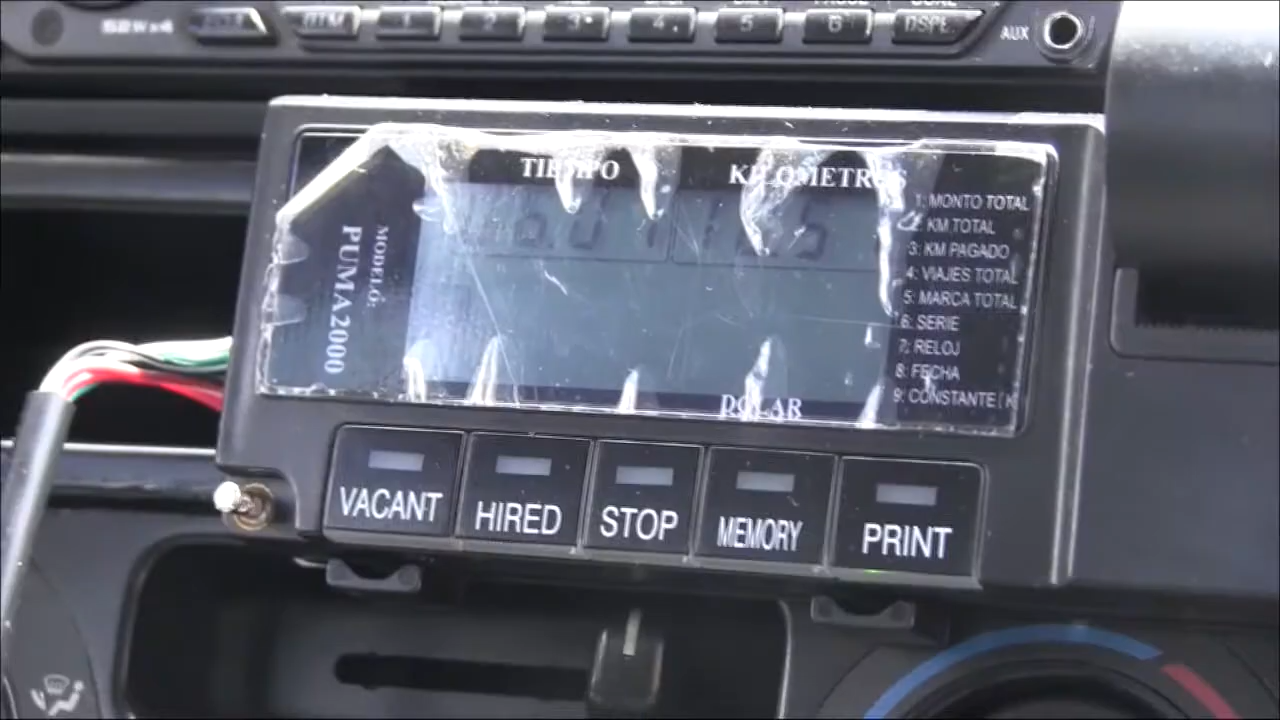 1
2
3
4
5
6
DSPL
AUX
TIEMPO
KILOMETROS
MODELO:
PUMA2000
1: MONTO TOTAL
2: KM TOTAL
3: KM PAGADO
4: VIAJES TOTAL
5: MARCA TOTAL
6: SERIE
7: RELOJ
8: FECHA
9: CONSTANTE [K
DOLAR
VACANT
HIRED
STOP
MEMORY
PRINT